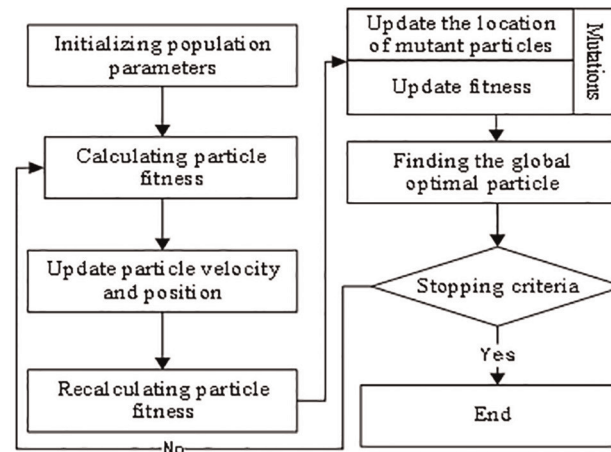 Initializing population
parameters
Calculating particle
fitness
Update particle velocity
and position
Recalculating particle
fitness
Update the location
of mutant particles
Update fitness
Mutations
Finding the global
optimal particle
Stopping criteria
Yes
End
No